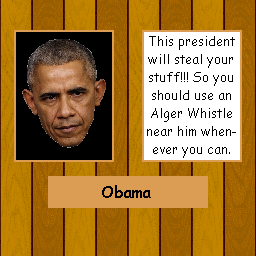 This president
will steal your
stuff!!! So you
should use an
Alger Whistle
near him when-
ever you can.
Obama